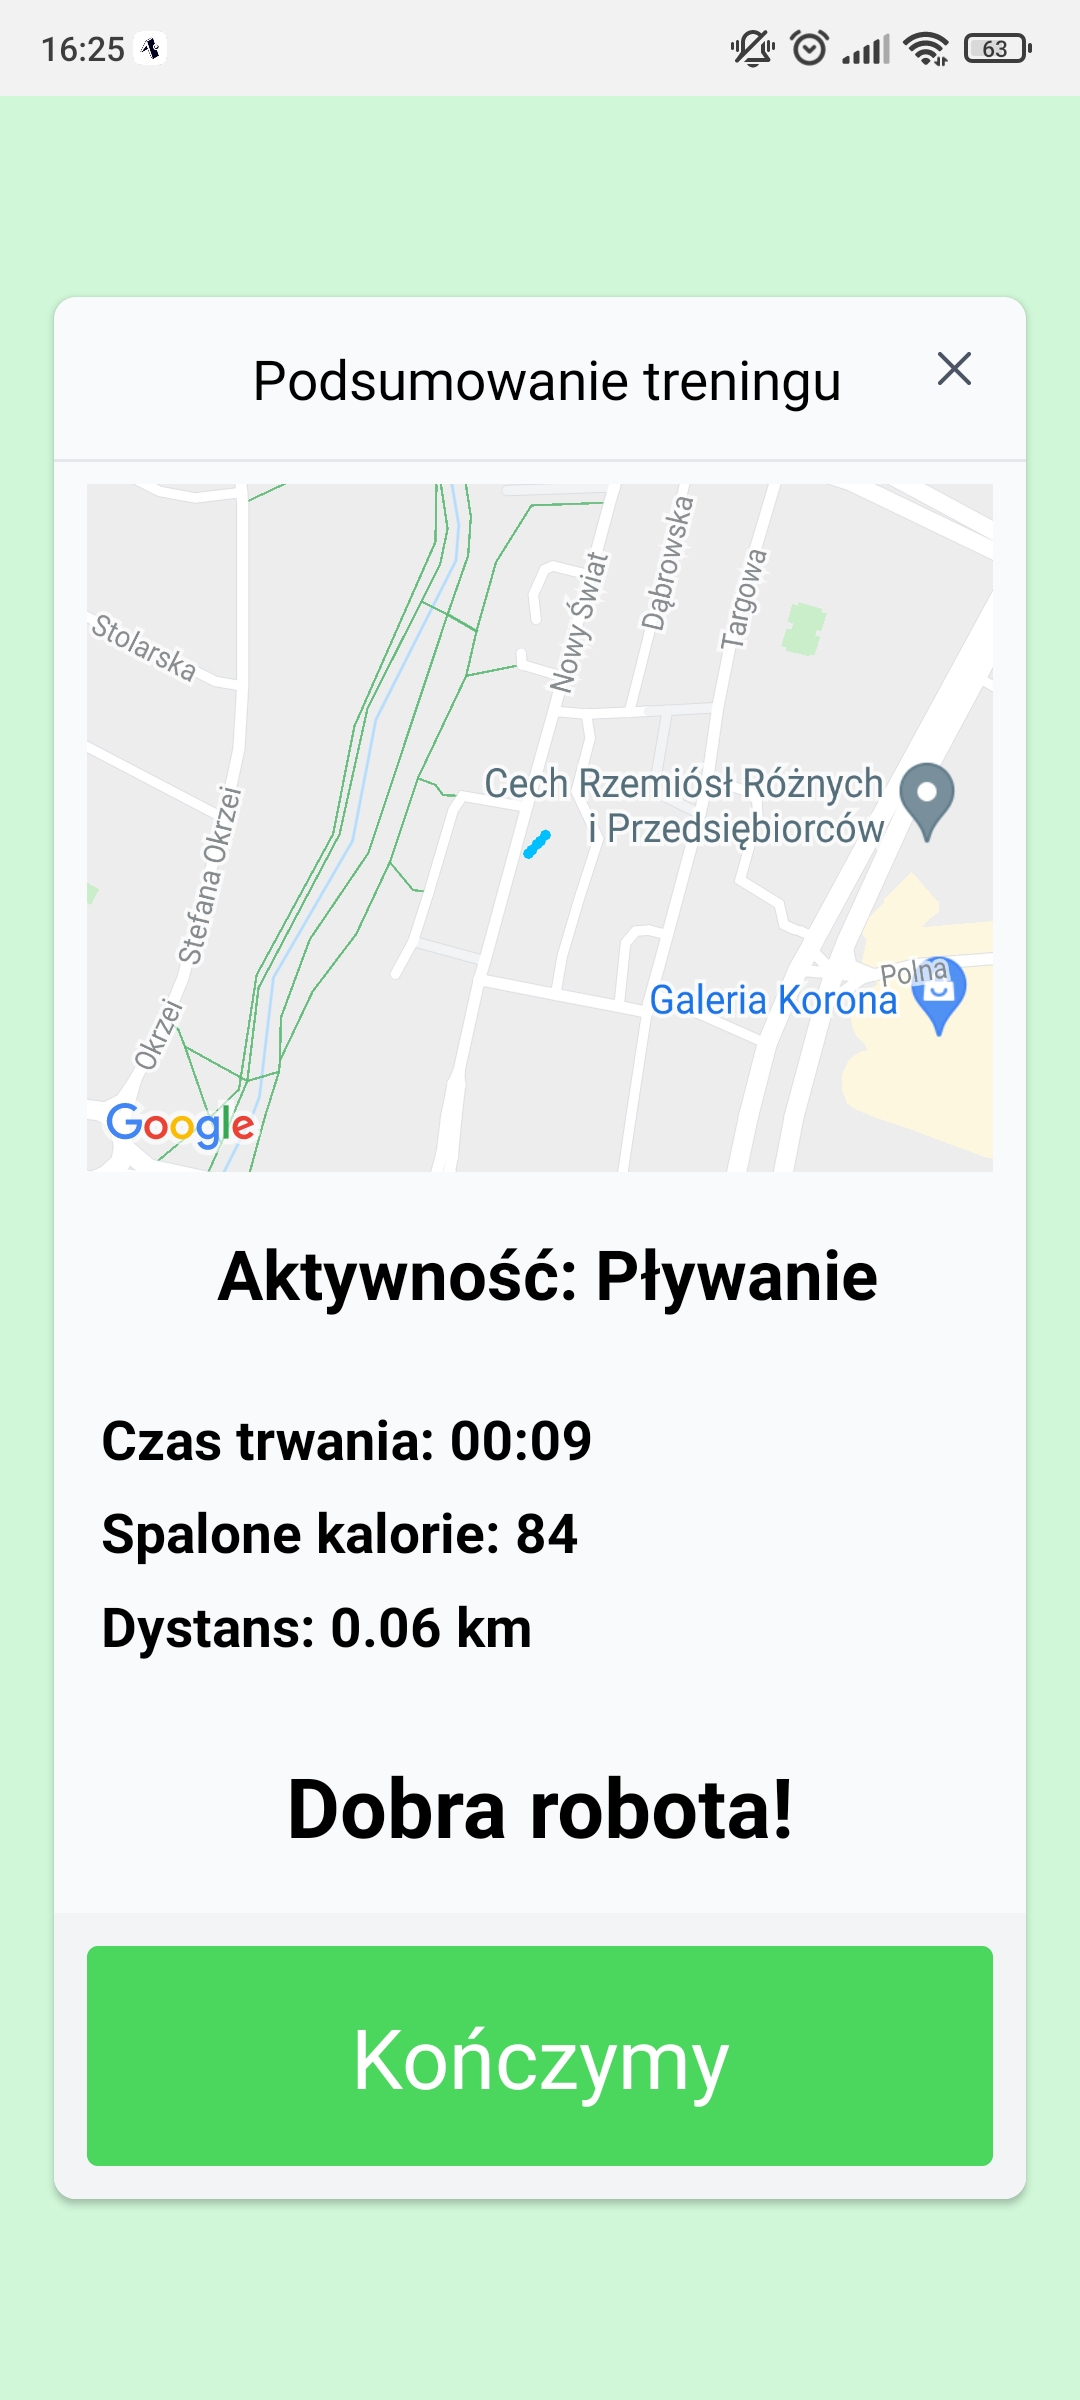 16:25
63
Podsumowanie treningu
Nowy Świat
Dąbrowska
Targowa
Stolarska
Cech Rzemiósł Różnych
i Przedsiębiorców
Stefana Okrzei
Polna
Galeria Korona
Okrzei
Google
Aktywność: Pływanie
Czas trwania: 00:09
Spalone kalorie: 84
Dystans: 0.06 km
Dobra robota!
Kończymy